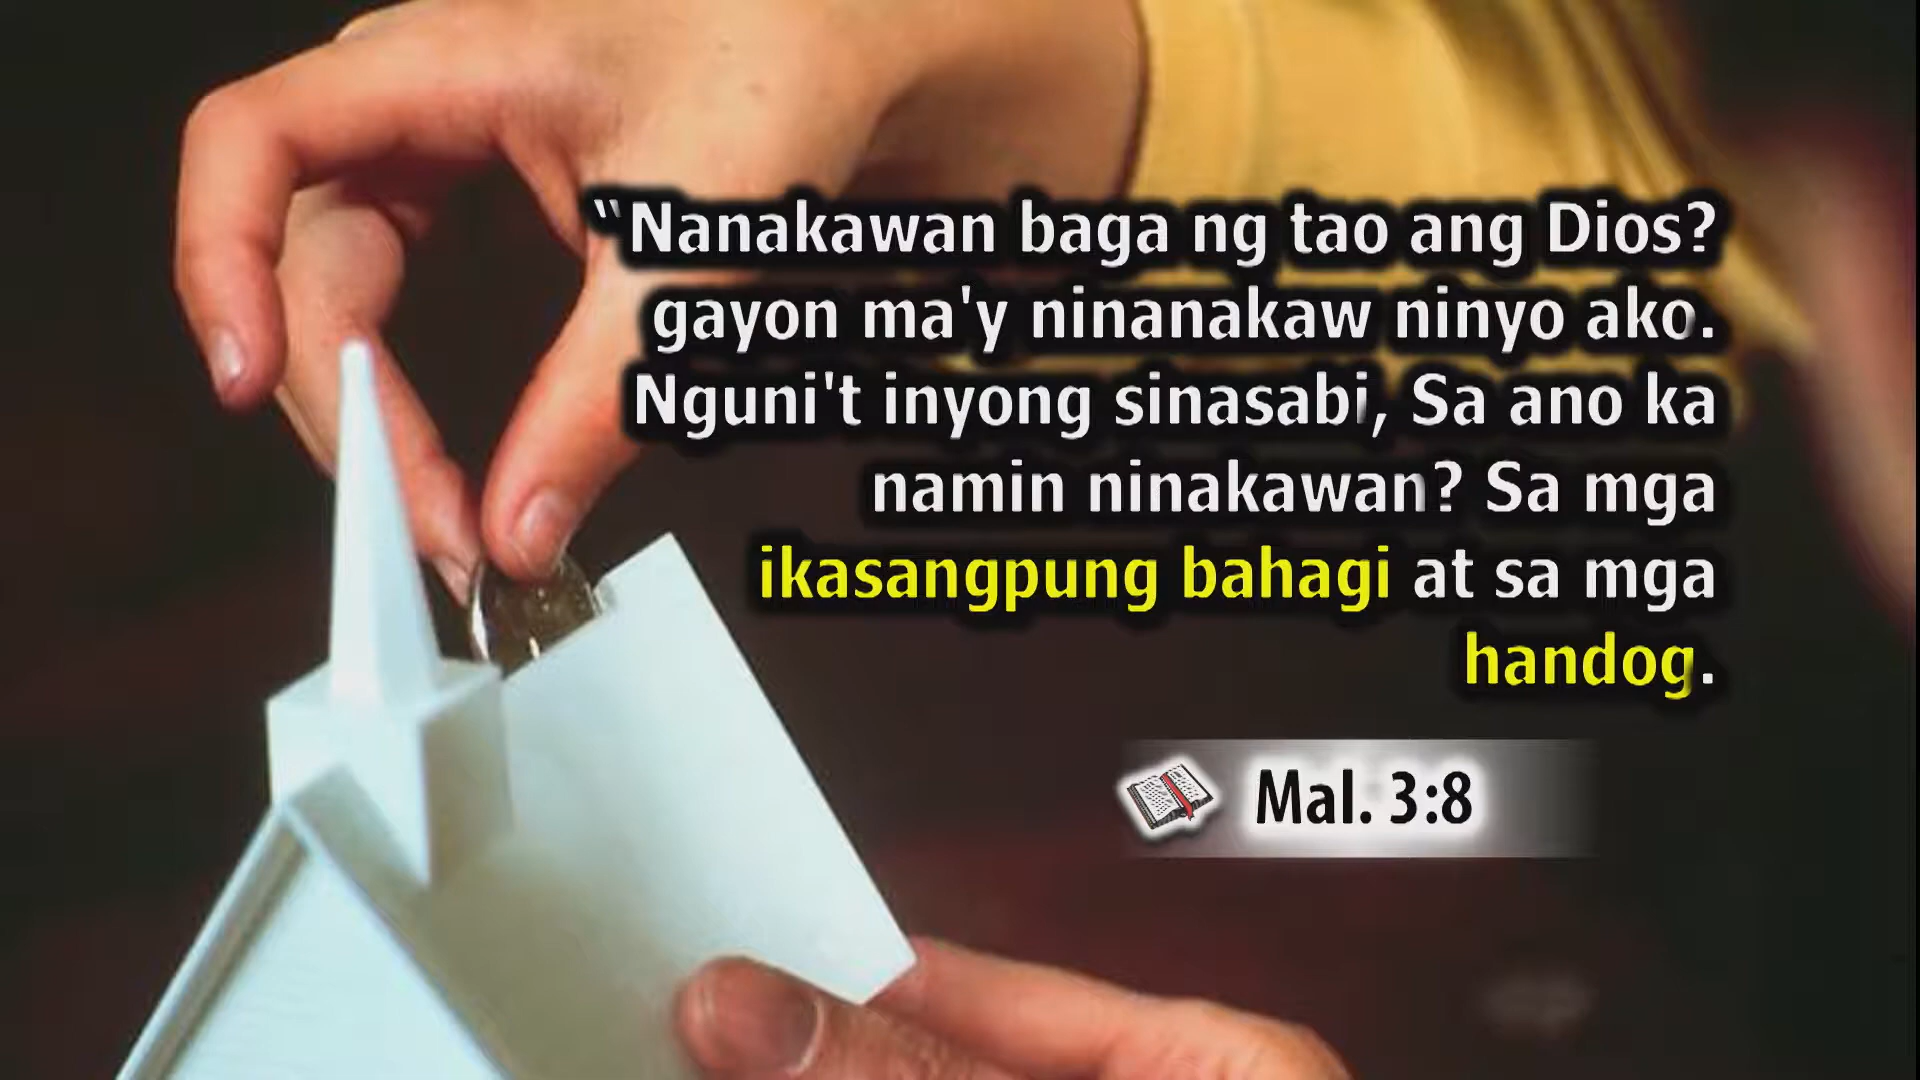 “Nanakawan baga ng tao ang Dios?
gayon ma'y ninanakaw ninyo ako.
Nguni't inyong sinasabi, Sa ano ka
namin ninakawan? Sa mga
ikasangpung bahagi at sa mga
handog.
Mal. 3:8